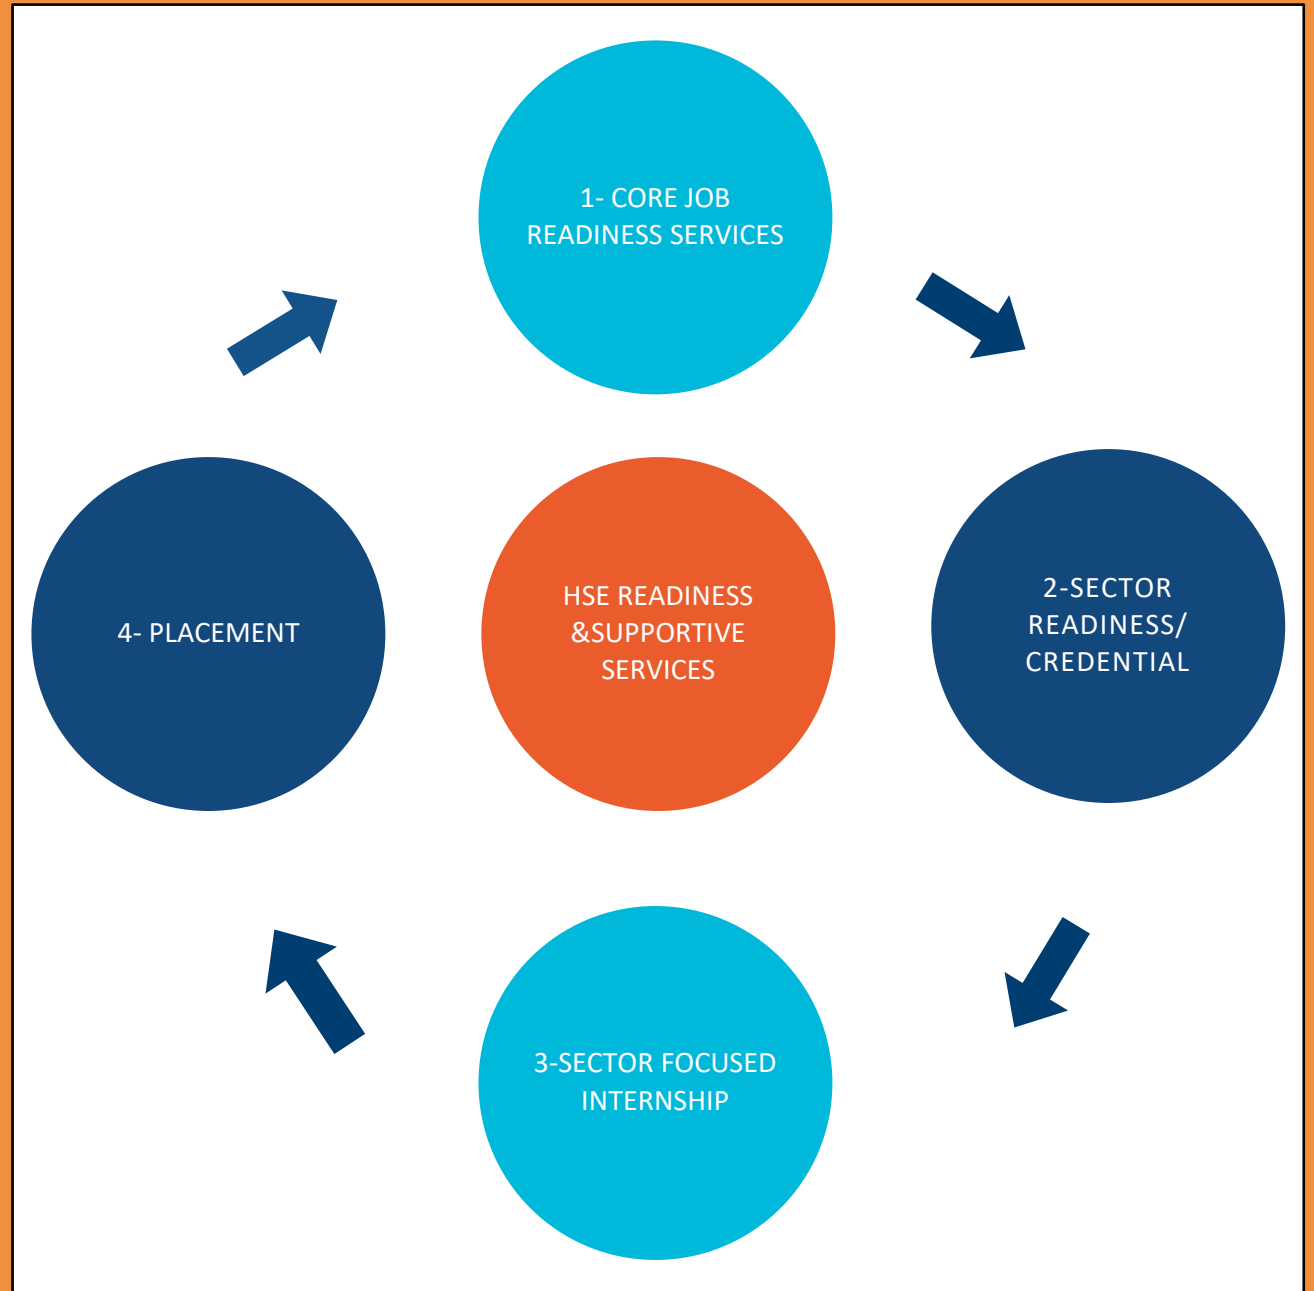 1- CORE JOB
READINESS SERVICES
4- PLACEMENT
HSE READINESS
&SUPPORTIVE
SERVICES
2-SECTOR
READINESS/
CREDENTIAL
3-SECTOR FOCUSED
INTERNSHIP